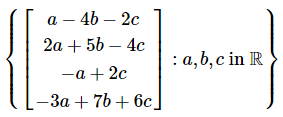 a − 4b − 2c
2a + 5b − 4c
−a + 2c
−3a + 7b + 6c
: a, b, c in ℝ